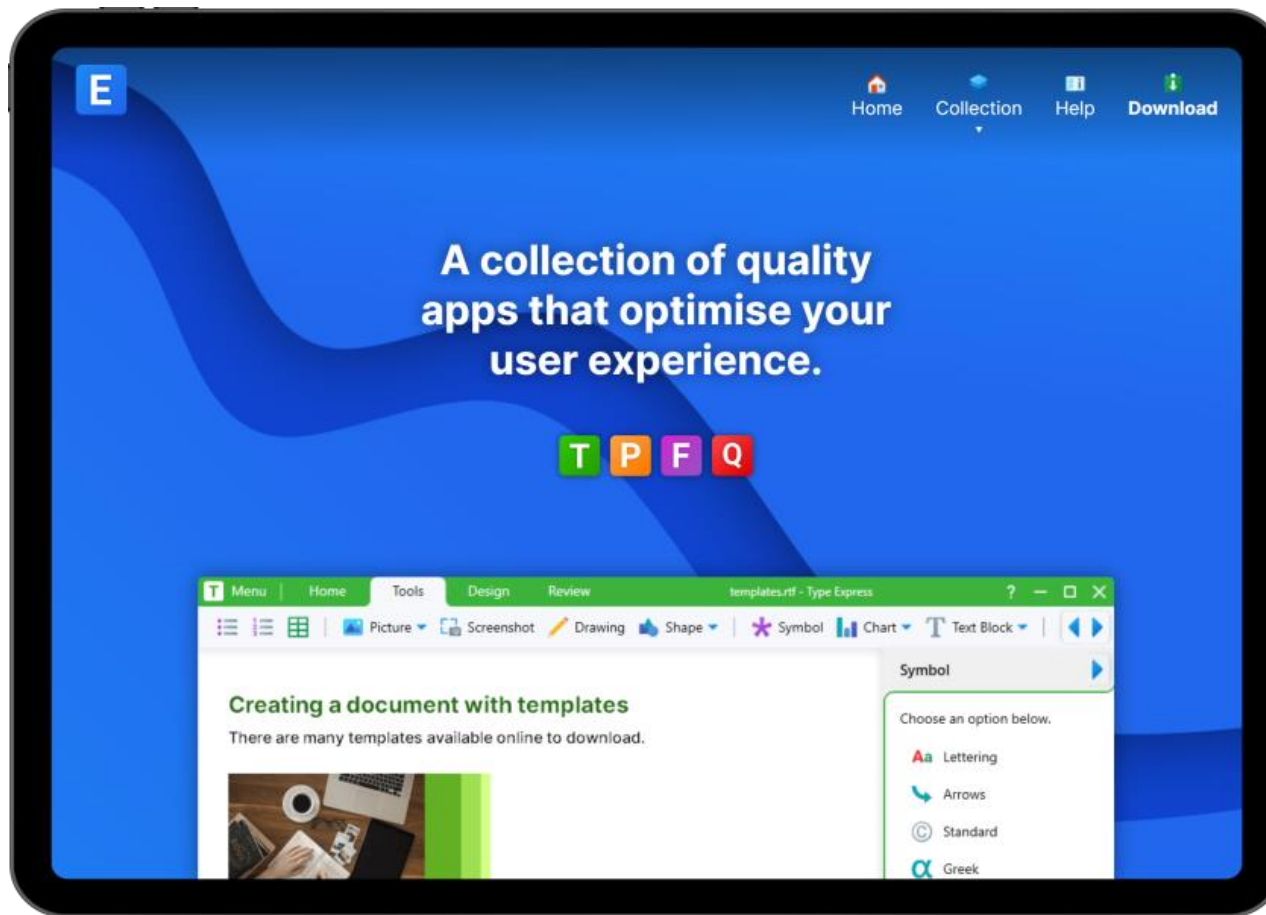 E
Home Collection Help Download
A collection of quality
apps that optimise your
user experience.
T P F Q
T Menu Home Tools Design Review templates.rtf - Type Express ?
Picture Screenshot Drawing Shape Symbol Chart T Text Block
Symbol
Creating a document with templates
Choose an option below.
There are many templates available online to download.
Aa Lettering
Arrows
© Standard
α Greek